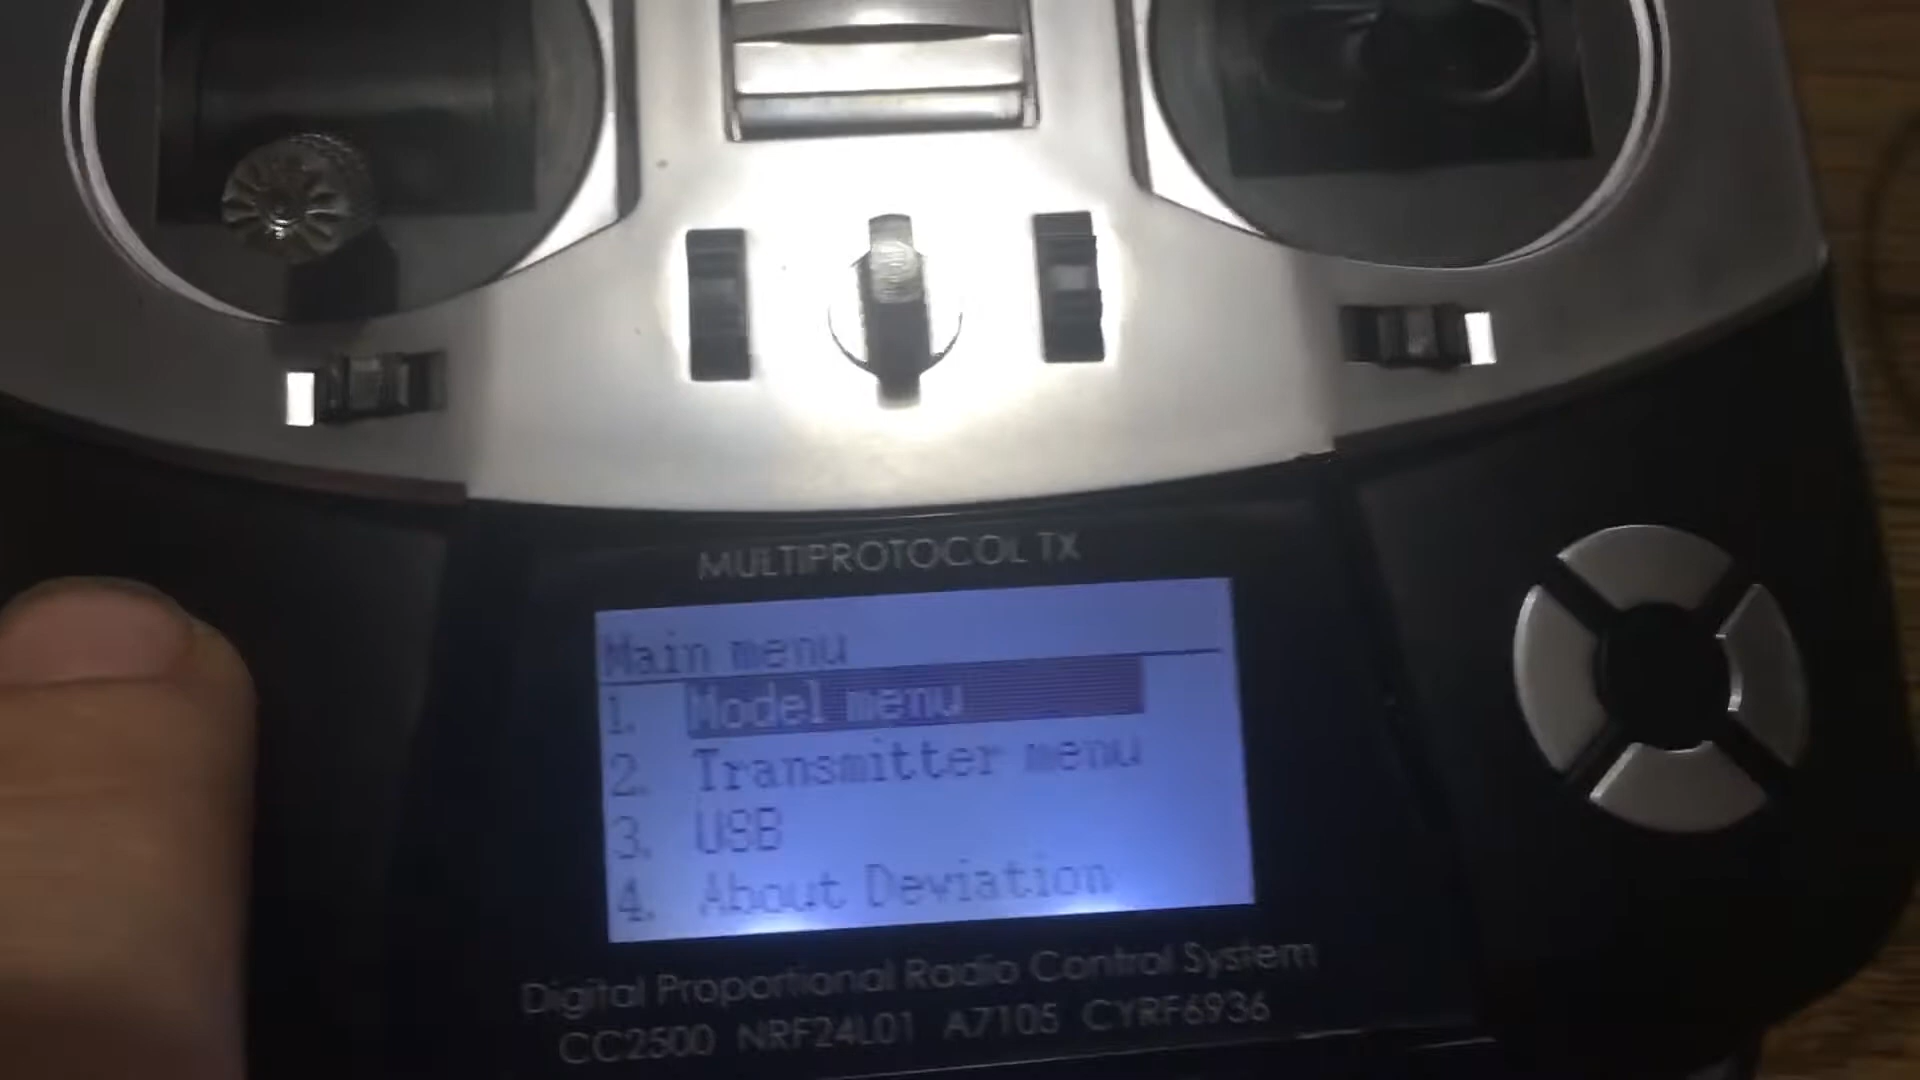 MULTIPROTOCOL TX
Main menu
1. Model menu
2. Transmitter menu
3. USB
4. About Deviation
Digital Proportional Radio Control System
CC2500 NRF24L01 A7105 CYRF6936